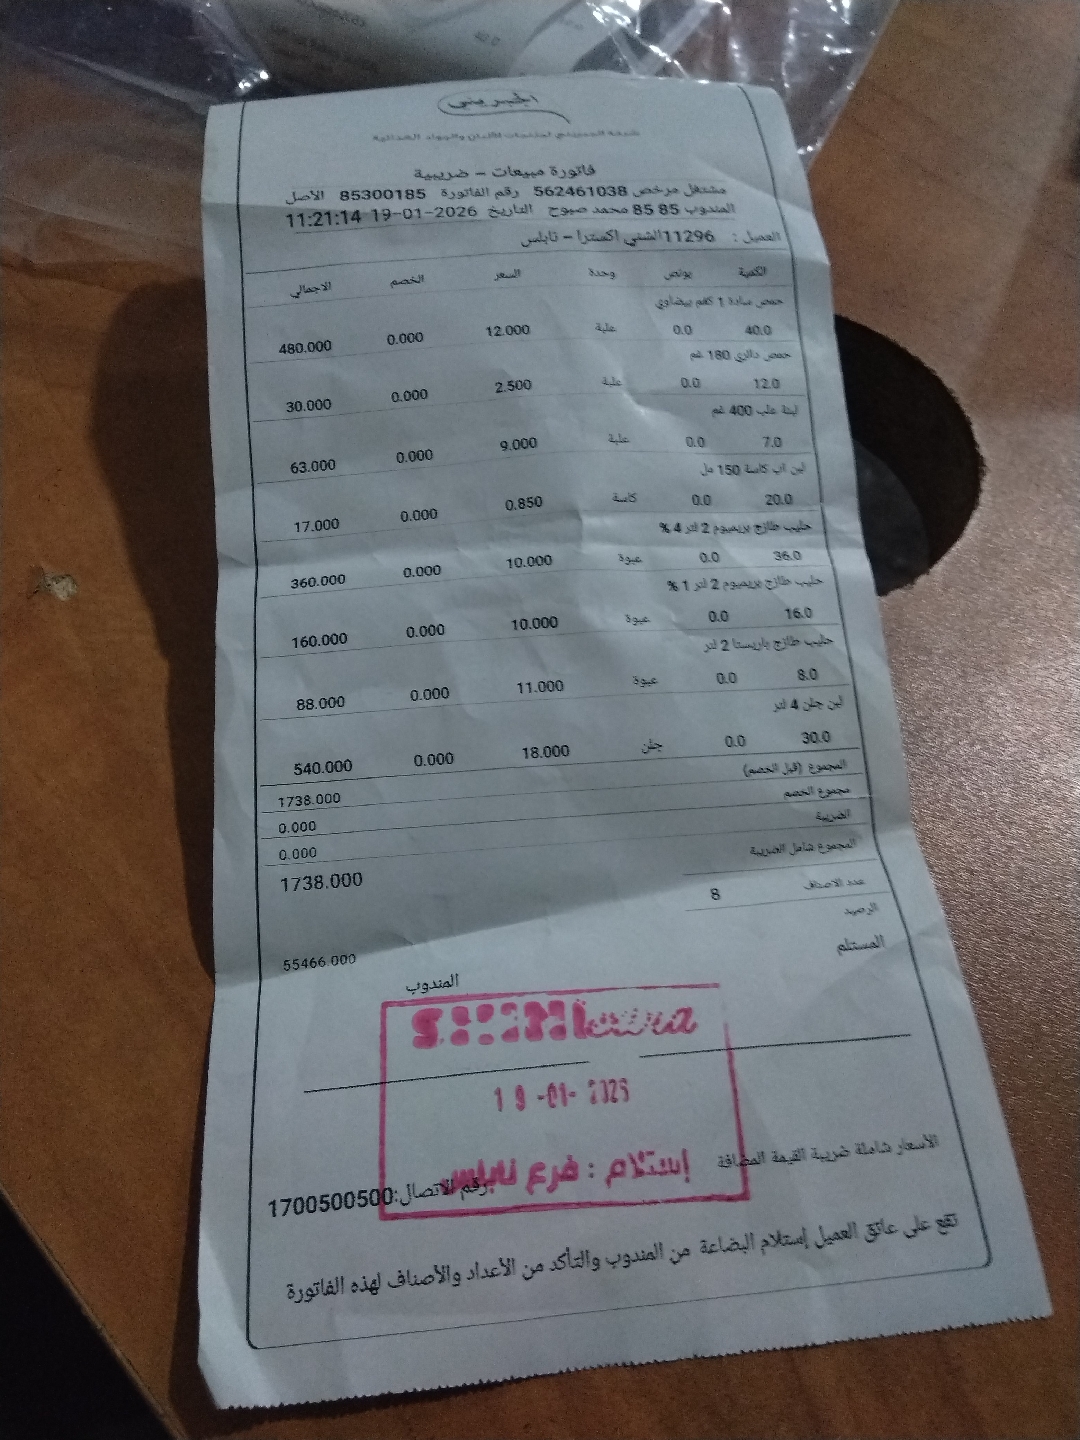 الجبريني
شركة الجبريني لمنتجات الألبان والمواد الغذائية
فاتورة مبيعات - ضريبية
مشتغل مرخص 562461038 رقم الفاتورة 85300185 الأصل
المندوب 85 85 محمد صبوح التاريخ 19-01-2026 11:21:14
العميل : 11296 الشني اكسترا - نابلس
الكمية يونص وحدة السعر الخصم الاجمالي
حمص سادة 1 كغم بيضاوي
40.0 0.0 علبة 12.000 0.000 480.000
حمص دائري 180 غم
12.0 0.0 علبة 2.500 0.000 30.000
لبنة علب 400 غم
7.0 0.0 علبة 9.000 0.000 63.000
لبن اب كاسة 150 مل
20.0 0.0 كاسة 0.850 0.000 17.000
حليب طازج بريميوم 2 لتر 4 %
36.0 0.0 عبوة 10.000 0.000 360.000
حليب طازج بريميوم 2 لتر 1 %
16.0 0.0 عبوة 10.000 0.000 160.000
حليب طازج باريستا 2 لتر
8.0 0.0 عبوة 11.000 0.000 88.000
لبن جلن 4 لتر
30.0 0.0 جلن 18.000 0.000 540.000
المجموع (قبل الخصم) 1738.000
مجموع الخصم 0.000
الضريبة 0.000
المجموع شامل الضريبة 1738.000
عدد الاصناف 8
الرصيد 55466.000
المستلم المندوب
19-01-2026
إستلام : فرع نابلس
الأسعار شاملة ضريبة القيمة المضافة
رقم الاتصال:1700500500
تقع على عاتق العميل إستلام البضاعة من المندوب والتأكد من الأعداد والأصناف لهذه الفاتورة